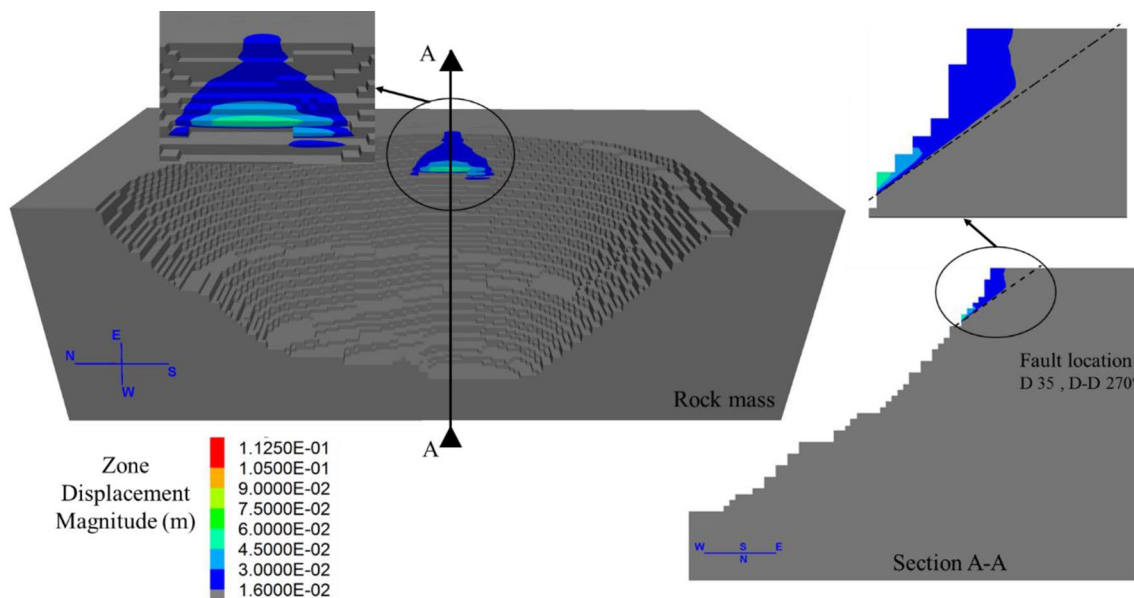 A
N
E
S
W
Rock mass
A
Zone
Displacement
Magnitude (m)
1.1250E-01
1.0500E-01
9.0000E-02
7.5000E-02
6.0000E-02
4.5000E-02
3.0000E-02
1.6000E-02
Fault location
D 35 , D-D 270°
W S E
N
Section A-A